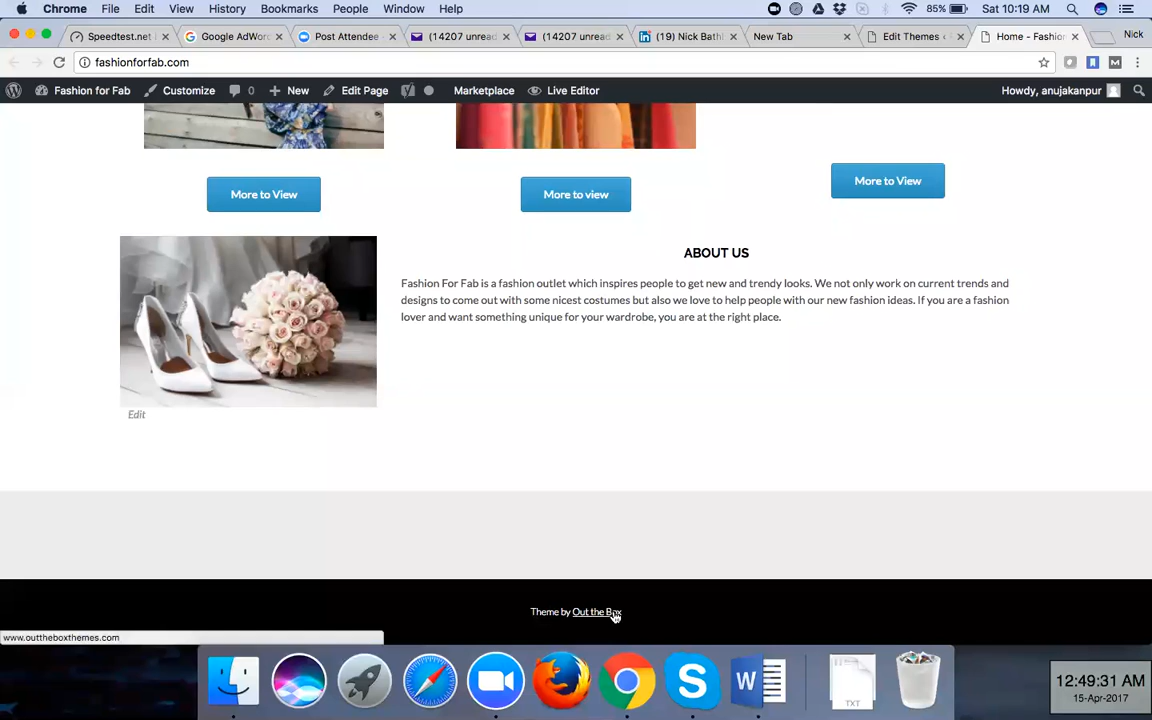 Chrome File Edit View History Bookmarks People Window Help 85% Sat 10:19 AM
Speedtest.net Google AdWor Post Attendee (14207 unread (14207 unread (19) Nick Bath New Tab Edit Themes Home - Fashion Nick
fashionforfab.com
Fashion for Fab Customize 0 New Edit Page Marketplace Live Editor Howdy, anujakanpur
More to View More to view More to View
ABOUT US
Fashion For Fab is a fashion outlet which inspires people to get new and trendy looks. We not only work on current trends and
designs to come out with some nicest costumes but also we love to help people with our new fashion ideas. If you are a fashion
lover and want something unique for your wardrobe, you are at the right place.
Edit
Theme by Out the Box
www.outtheboxthemes.com
W
TXT
12:49:31 AM
15-Apr-2017